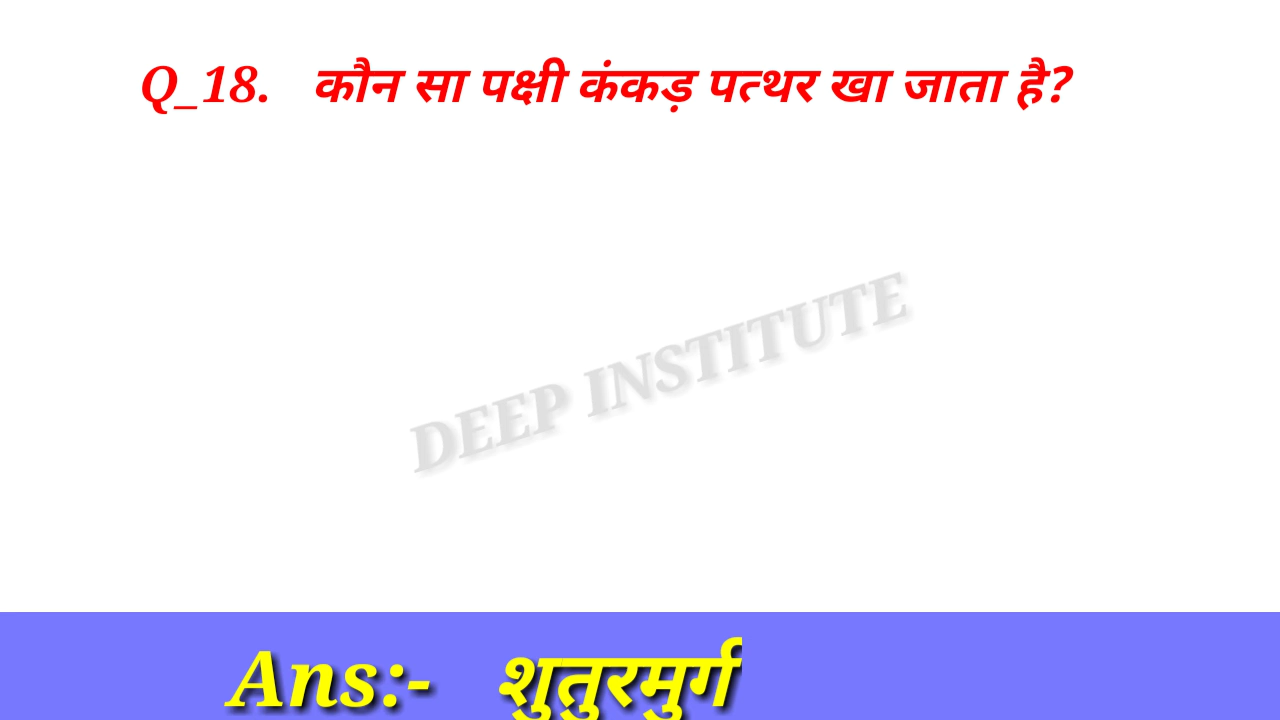 Q_18. कौन सा पक्षी कंकड़ पत्थर खा जाता है?
DEEP INSTITUTE
Ans:- शुतुरमुर्ग